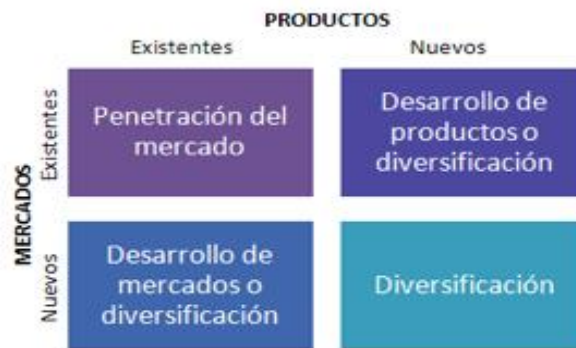 PRODUCTOS
Existentes
Nuevos
MERCADOS
Existentes
Penetración del
mercado
Desarrollo de
productos o
diversificación
Nuevos
Desarrollo de
mercados o
diversificación
Diversificación